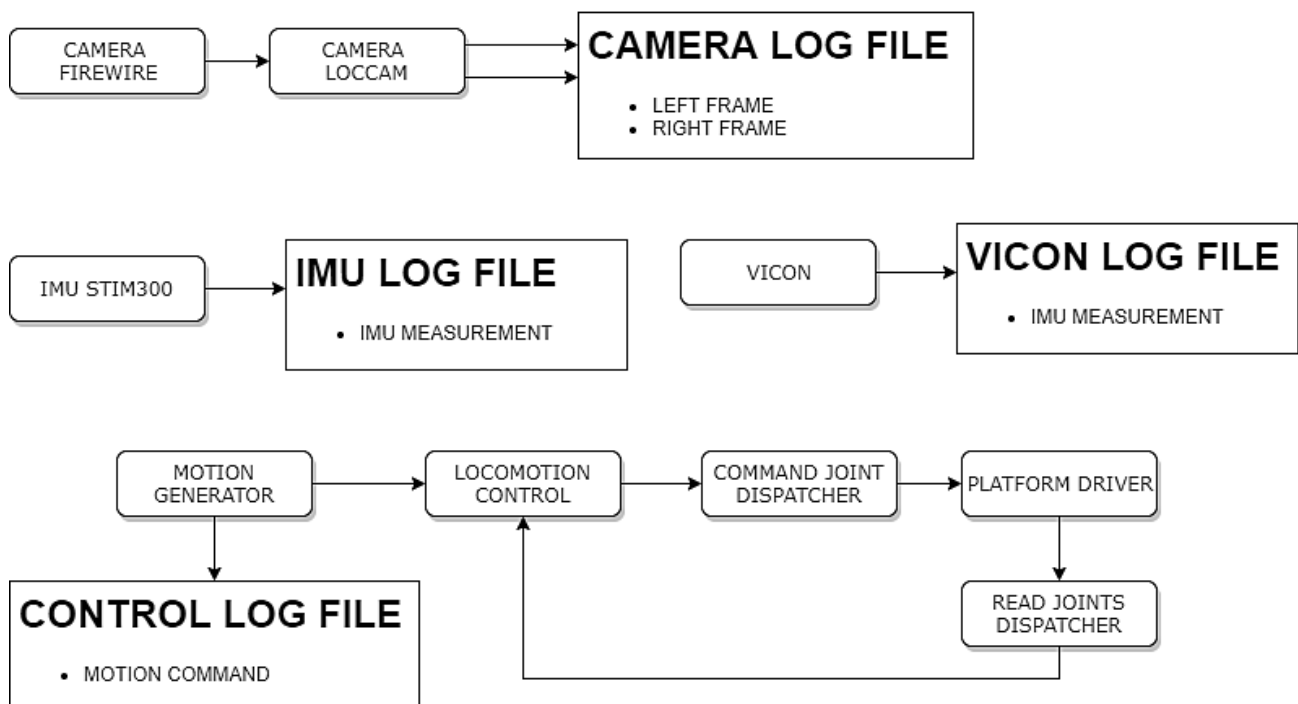 CAMERA
FIREWIRE
CAMERA
LOCCAM
CAMERA LOG FILE
• LEFT FRAME
• RIGHT FRAME
IMU STIM300
IMU LOG FILE
• IMU MEASUREMENT
VICON
VICON LOG FILE
• IMU MEASUREMENT
MOTION
GENERATOR
LOCOMOTION
CONTROL
COMMAND JOINT
DISPATCHER
PLATFORM DRIVER
READ JOINTS
DISPATCHER
CONTROL LOG FILE
• MOTION COMMAND